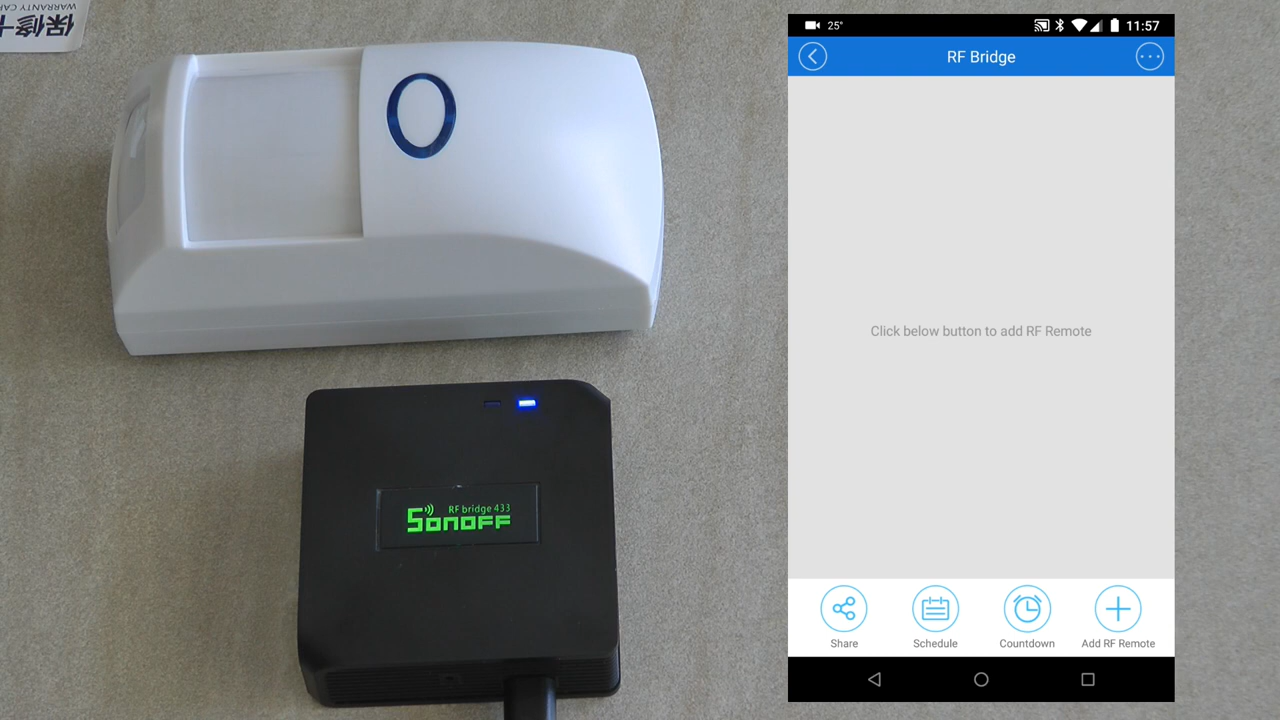 保修卡
WARRANTY CAR
RF bridge 433
SONOFF
25°
11:57
RF Bridge
Click below button to add RF Remote
Share
Schedule
Countdown
Add RF Remote